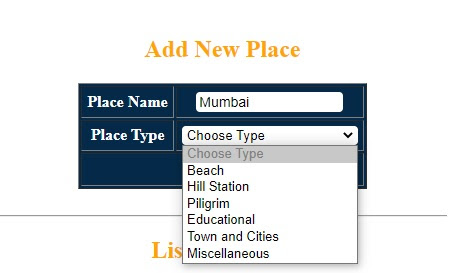 Add New Place
Place Name Mumbai
Place Type Choose Type
Choose Type
Beach
Hill Station
Piligrim
Educational
Town and Cities
Miscellaneous
Lis